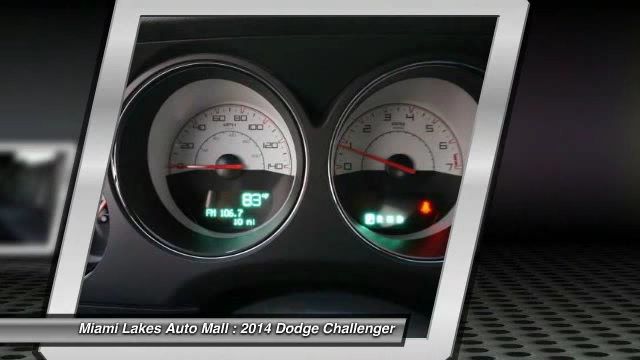 20 40 60 80 100 120 140
MPH
83°F
FM 106.7
10 mi
1 2 3 4 5 6 7
P R N D
Miami Lakes Auto Mall : 2014 Dodge Challenger